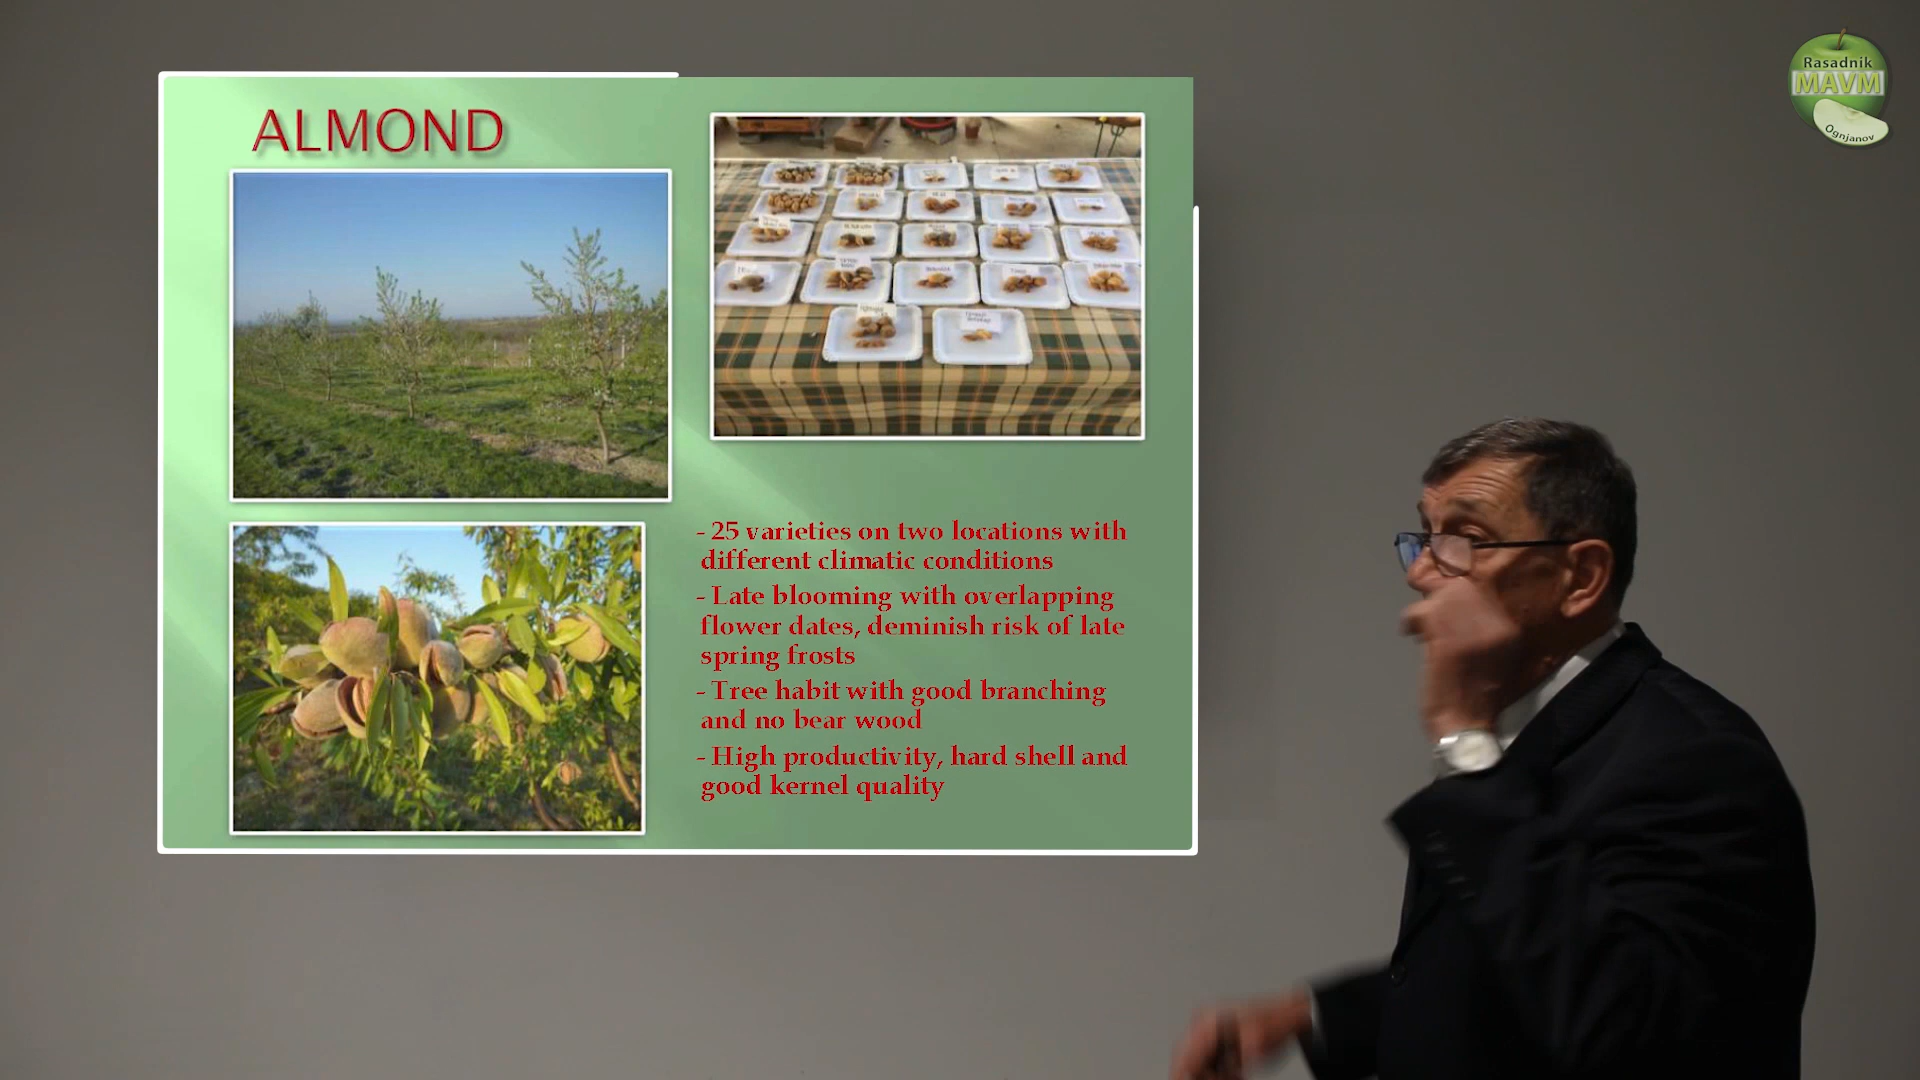 ALMOND
- 25 varieties on two locations with
different climatic conditions
- Late blooming with overlapping
flower dates, deminish risk of late
spring frosts
- Tree habit with good branching
and no bear wood
- High productivity, hard shell and
good kernel quality
Rasadnik
MAVM
Ognjanov